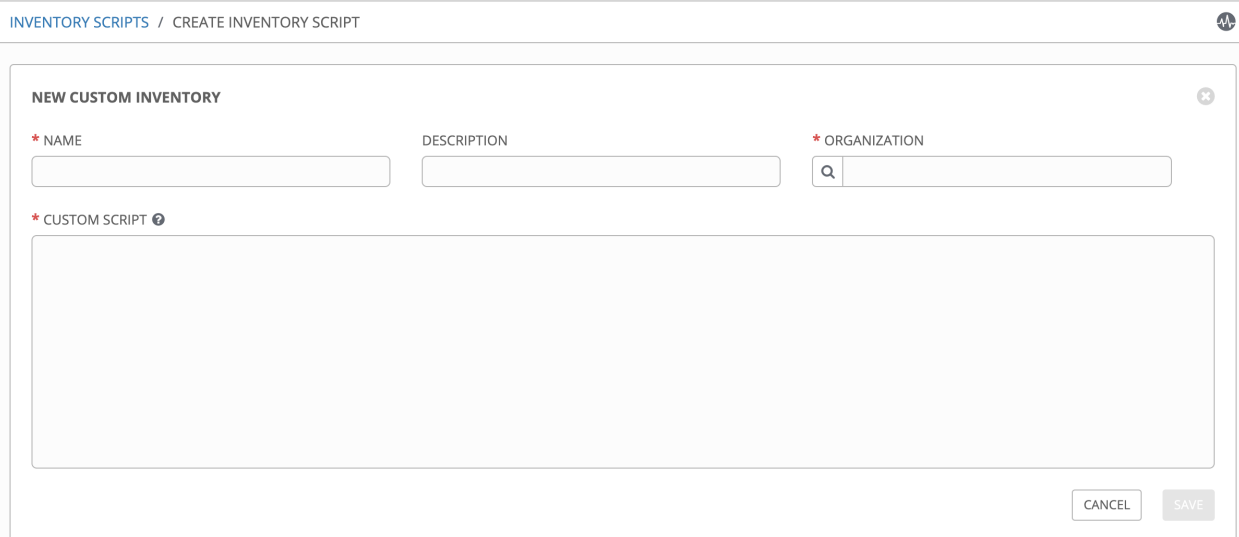 INVENTORY SCRIPTS / CREATE INVENTORY SCRIPT
NEW CUSTOM INVENTORY
* NAME
DESCRIPTION
* ORGANIZATION
* CUSTOM SCRIPT ?
CANCEL
SAVE